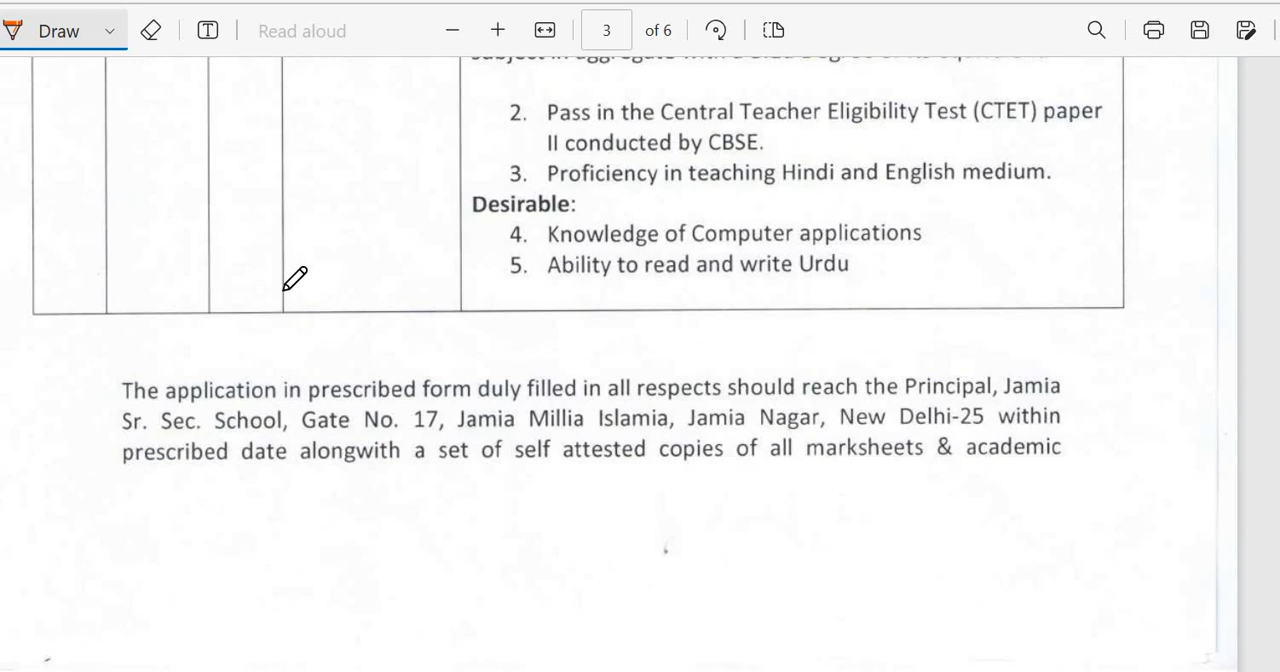 Draw
Read aloud
3
of 6
2. Pass in the Central Teacher Eligibility Test (CTET) paper
II conducted by CBSE.
3. Proficiency in teaching Hindi and English medium.
Desirable:
4. Knowledge of Computer applications
5. Ability to read and write Urdu
The application in prescribed form duly filled in all respects should reach the Principal, Jamia
Sr. Sec. School, Gate No. 17, Jamia Millia Islamia, Jamia Nagar, New Delhi-25 within
prescribed date alongwith a set of self attested copies of all marksheets & academic